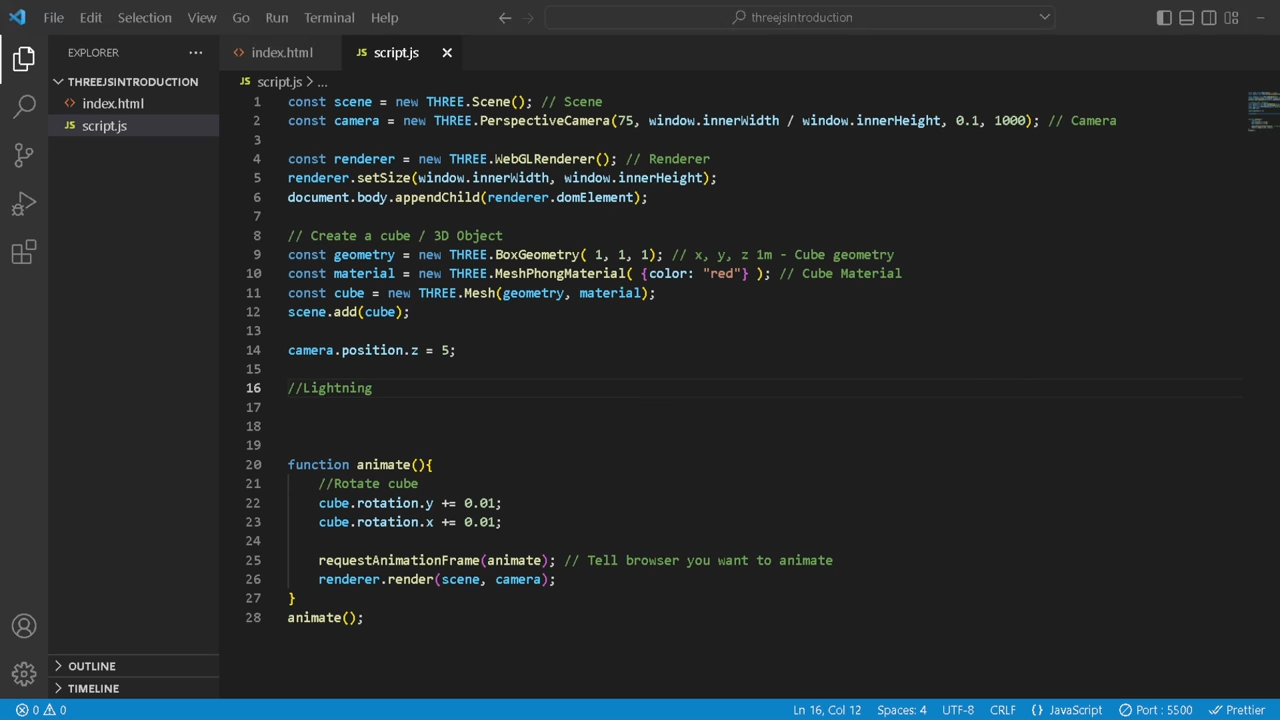 File Edit Selection View Go Run Terminal Help threejsIntroduction
EXPLORER
THREEJSINTRODUCTION
index.html
script.js
OUTLINE
TIMELINE
index.html JS script.js
JS script.js > ...
1 const scene = new THREE.Scene(); // Scene
2 const camera = new THREE.PerspectiveCamera(75, window.innerWidth / window.innerHeight, 0.1, 1000); // Camera
3
4 const renderer = new THREE.WebGLRenderer(); // Renderer
5 renderer.setSize(window.innerWidth, window.innerHeight);
6 document.body.appendChild(renderer.domElement);
7
8 // Create a cube / 3D Object
9 const geometry = new THREE.BoxGeometry( 1, 1, 1); // x, y, z 1m - Cube geometry
10 const material = new THREE.MeshPhongMaterial( {color: "red"} ); // Cube Material
11 const cube = new THREE.Mesh(geometry, material);
12 scene.add(cube);
13
14 camera.position.z = 5;
15
16 //Lightning
17
18
19
20 function animate(){
21 //Rotate cube
22 cube.rotation.y += 0.01;
23 cube.rotation.x += 0.01;
24
25 requestAnimationFrame(animate); // Tell browser you want to animate
26 renderer.render(scene, camera);
27 }
28 animate();
0 0 Ln 16, Col 12 Spaces: 4 UTF-8 CRLF {} JavaScript Port : 5500 Prettier